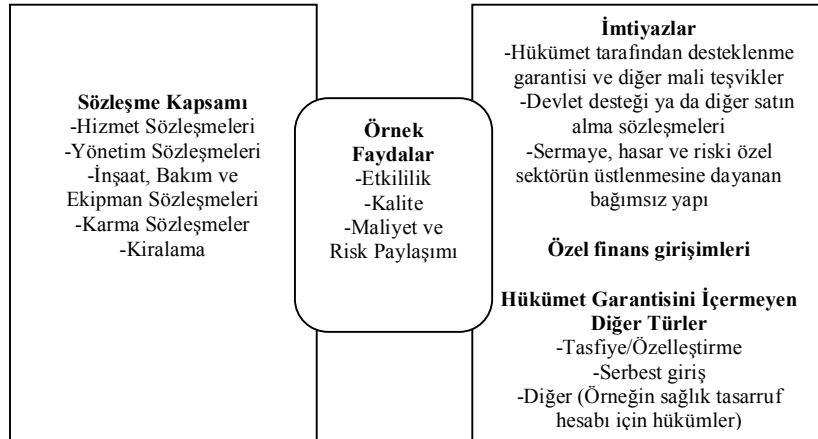 Sözleşme Kapsamı
-Hizmet Sözleşmeleri
-Yönetim Sözleşmeleri
-İnşaat, Bakım ve
Ekipman Sözleşmeleri
-Karma Sözleşmeler
-Kiralama
Örnek
Faydalar
-Etkililik
-Kalite
-Maliyet ve
Risk Paylaşımı
İmtiyazlar
-Hükümet tarafından desteklenme
garantisi ve diğer mali teşvikler
-Devlet desteği ya da diğer satın
alma sözleşmeleri
-Sermaye, hasar ve riski özel
sektörün üstlenmesine dayanan
bağımsız yapı
Özel finans girişimleri
Hükümet Garantisini İçermeyen
Diğer Türler
-Tasfiye/Özelleştirme
-Serbest giriş
-Diğer (Örneğin sağlık tasarruf
hesabı için hükümler)